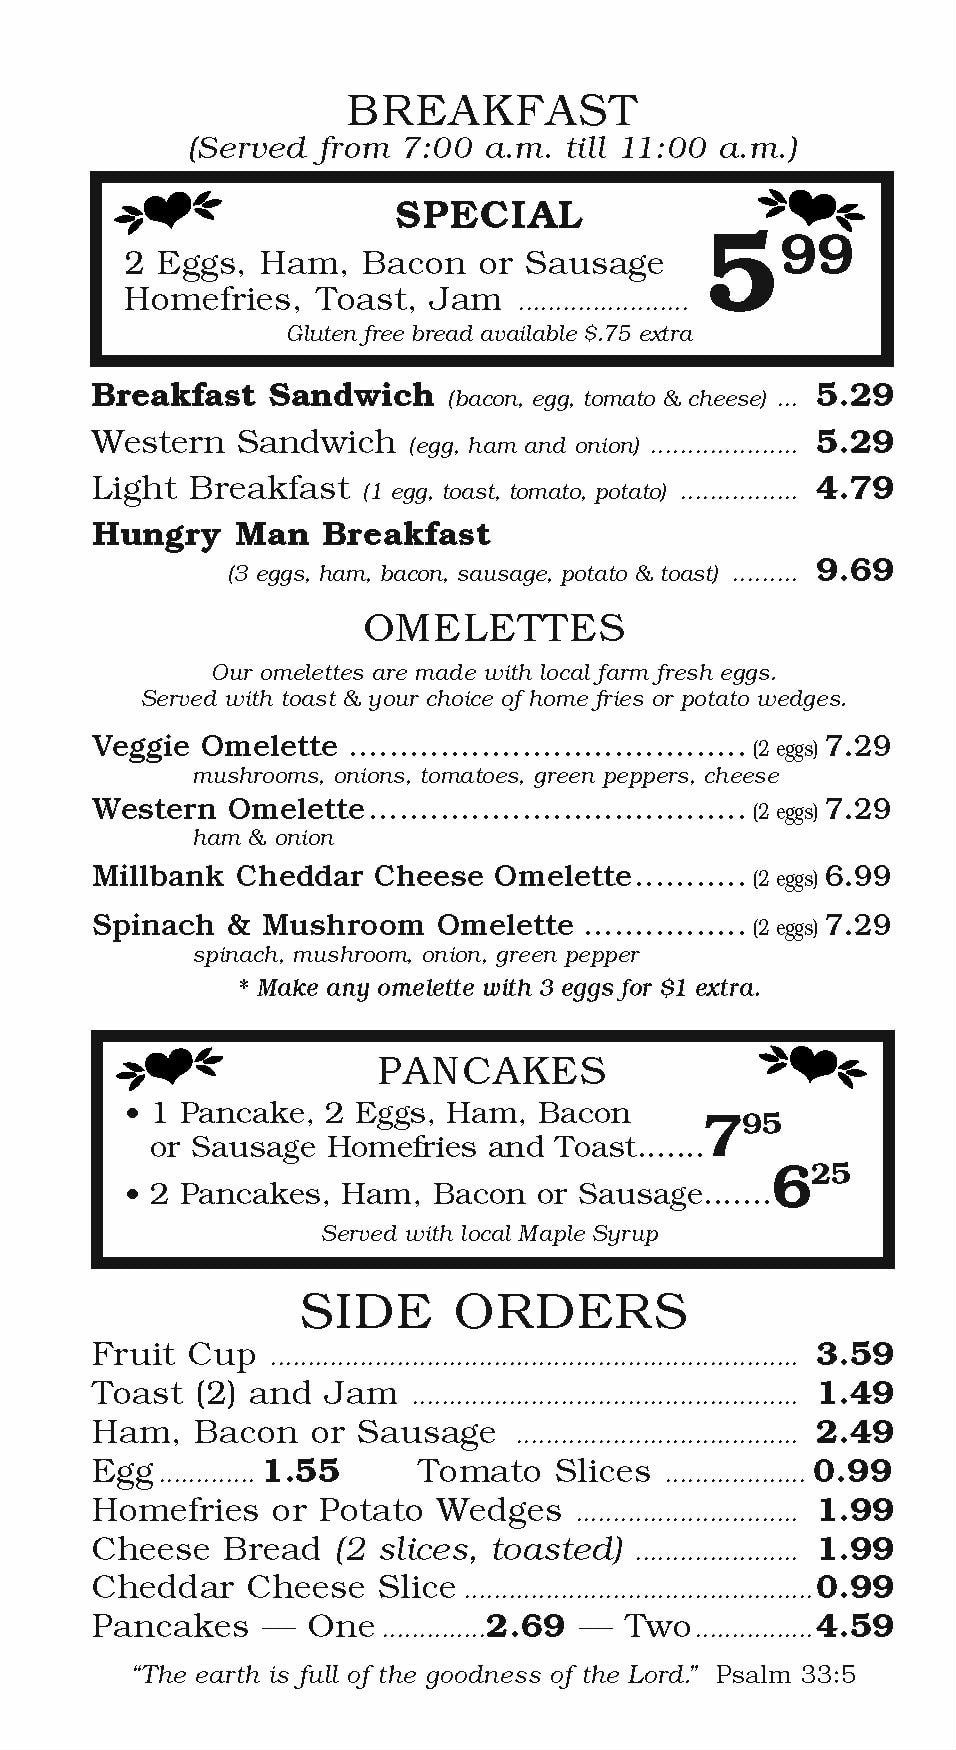 BREAKFAST
(Served from 7:00 a.m. till 11:00 a.m.)
SPECIAL
2 Eggs, Ham, Bacon or Sausage
Homefries, Toast, Jam ....................... 5 99
Gluten free bread available $.75 extra
Breakfast Sandwich (bacon, egg, tomato & cheese) ... 5.29
Western Sandwich (egg, ham and onion) .................... 5.29
Light Breakfast (1 egg, toast, tomato, potato) ................ 4.79
Hungry Man Breakfast
(3 eggs, ham, bacon, sausage, potato & toast) ......... 9.69
OMELETTES
Our omelettes are made with local farm fresh eggs.
Served with toast & your choice of home fries or potato wedges.
Veggie Omelette ....................................... (2 eggs) 7.29
mushrooms, onions, tomatoes, green peppers, cheese
Western Omelette..................................... (2 eggs) 7.29
ham & onion
Millbank Cheddar Cheese Omelette........... (2 eggs) 6.99
Spinach & Mushroom Omelette ................ (2 eggs) 7.29
spinach, mushroom, onion, green pepper
* Make any omelette with 3 eggs for $1 extra.
PANCAKES
• 1 Pancake, 2 Eggs, Ham, Bacon
or Sausage Homefries and Toast.......7 95
• 2 Pancakes, Ham, Bacon or Sausage.......6 25
Served with local Maple Syrup
SIDE ORDERS
Fruit Cup ........................................................................ 3.59
Toast (2) and Jam .................................................... 1.49
Ham, Bacon or Sausage ...................................... 2.49
Egg ............. 1.55 Tomato Slices ................... 0.99
Homefries or Potato Wedges .............................. 1.99
Cheese Bread (2 slices, toasted) ...................... 1.99
Cheddar Cheese Slice ...............................................0.99
Pancakes — One ..............2.69 — Two................4.59
“The earth is full of the goodness of the Lord.” Psalm 33:5